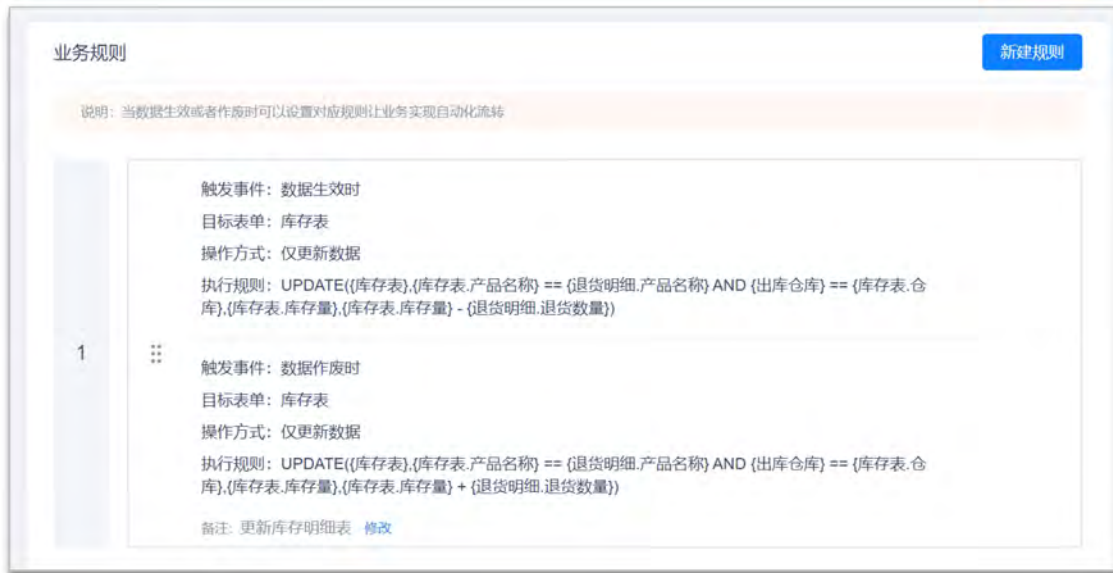 业务规则
新建规则
说明：当数据生效或者作废时可以设置对应规则让业务实现自动化流转
触发事件：数据生效时
目标表单：库存表
操作方式：仅更新数据
执行规则：UPDATE({库存表},{库存表.产品名称} == {退货明细.产品名称} AND {出库仓库} == {库存表.仓
库},{库存表.库存量},{库存表.库存量} - {退货明细.退货数量})
1
触发事件：数据作废时
目标表单：库存表
操作方式：仅更新数据
执行规则：UPDATE({库存表},{库存表.产品名称} == {退货明细.产品名称} AND {出库仓库} == {库存表.仓
库},{库存表.库存量},{库存表.库存量} + {退货明细.退货数量})
备注: 更新库存明细表 修改